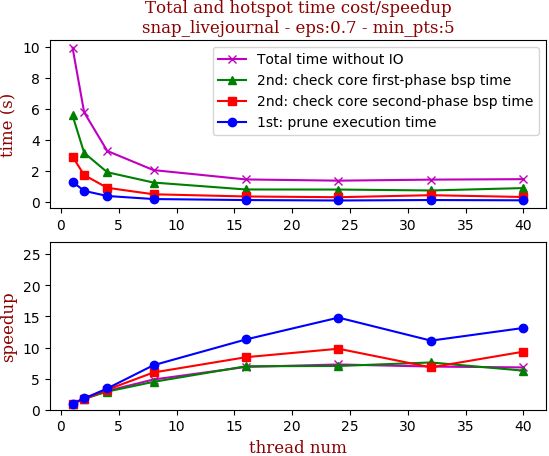 Total and hotspot time cost/speedup
snap_livejournal - eps:0.7 - min_pts:5
time (s)
10
8
6
4
2
0
Total time without IO
2nd: check core first-phase bsp time
2nd: check core second-phase bsp time
1st: prune execution time
0 5 10 15 20 25 30 35 40
speedup
25
20
15
10
5
0
0 5 10 15 20 25 30 35 40
thread num